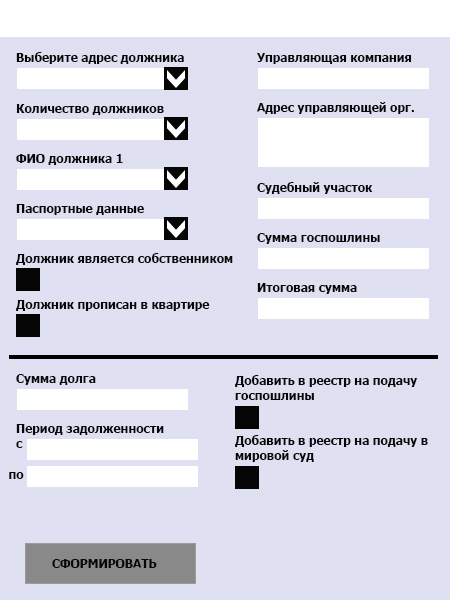 Выберите адрес должника
Количество должников
ФИО должника 1
Паспортные данные
Должник является собственником
Должник прописан в квартире
Управляющая компания
Адрес управляющей орг.
Судебный участок
Сумма госпошлины
Итоговая сумма
Сумма долга
Период задолженности
с
по
Добавить в реестр на подачу
госпошлины
Добавить в реестр на подачу в
мировой суд
СФОРМИРОВАТЬ